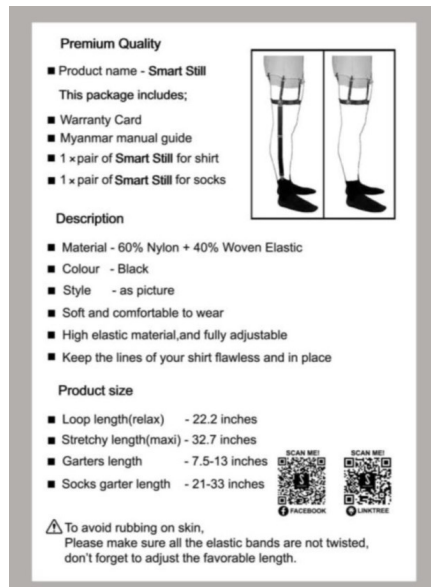 Premium Quality
Product name - Smart Still
This package includes;
Warranty Card
Myanmar manual guide
1 × pair of Smart Still for shirt
1 × pair of Smart Still for socks
Description
Material - 60% Nylon + 40% Woven Elastic
Colour - Black
Style - as picture
Soft and comfortable to wear
High elastic material,and fully adjustable
Keep the lines of your shirt flawless and in place
Product size
Loop length(relax) - 22.2 inches
Stretchy length(maxi) - 32.7 inches
Garters length - 7.5-13 inches
Socks garter length - 21-33 inches
SCAN ME!
FACEBOOK
SCAN ME!
LINKTREE
To avoid rubbing on skin,
Please make sure all the elastic bands are not twisted,
don't forget to adjust the favorable length.